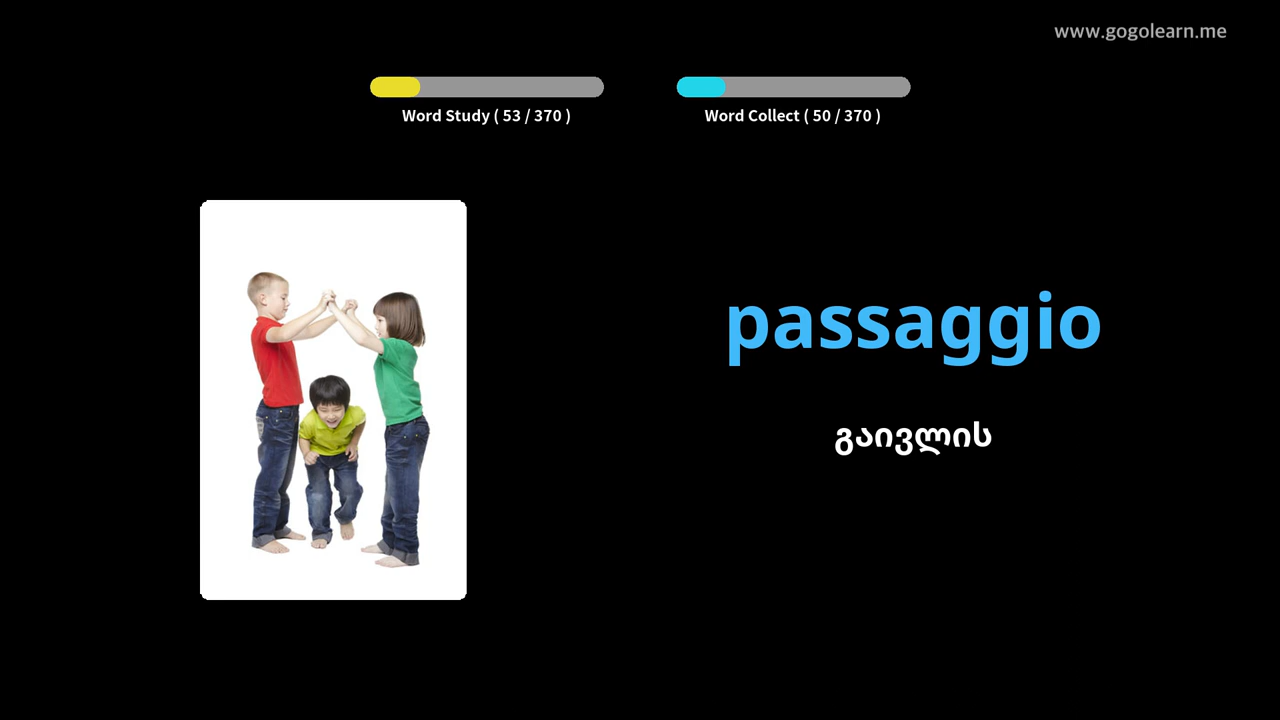 www.gogolearn.me
Word Study ( 53 / 370 )
Word Collect ( 50 / 370 )
passaggio
გაივლის